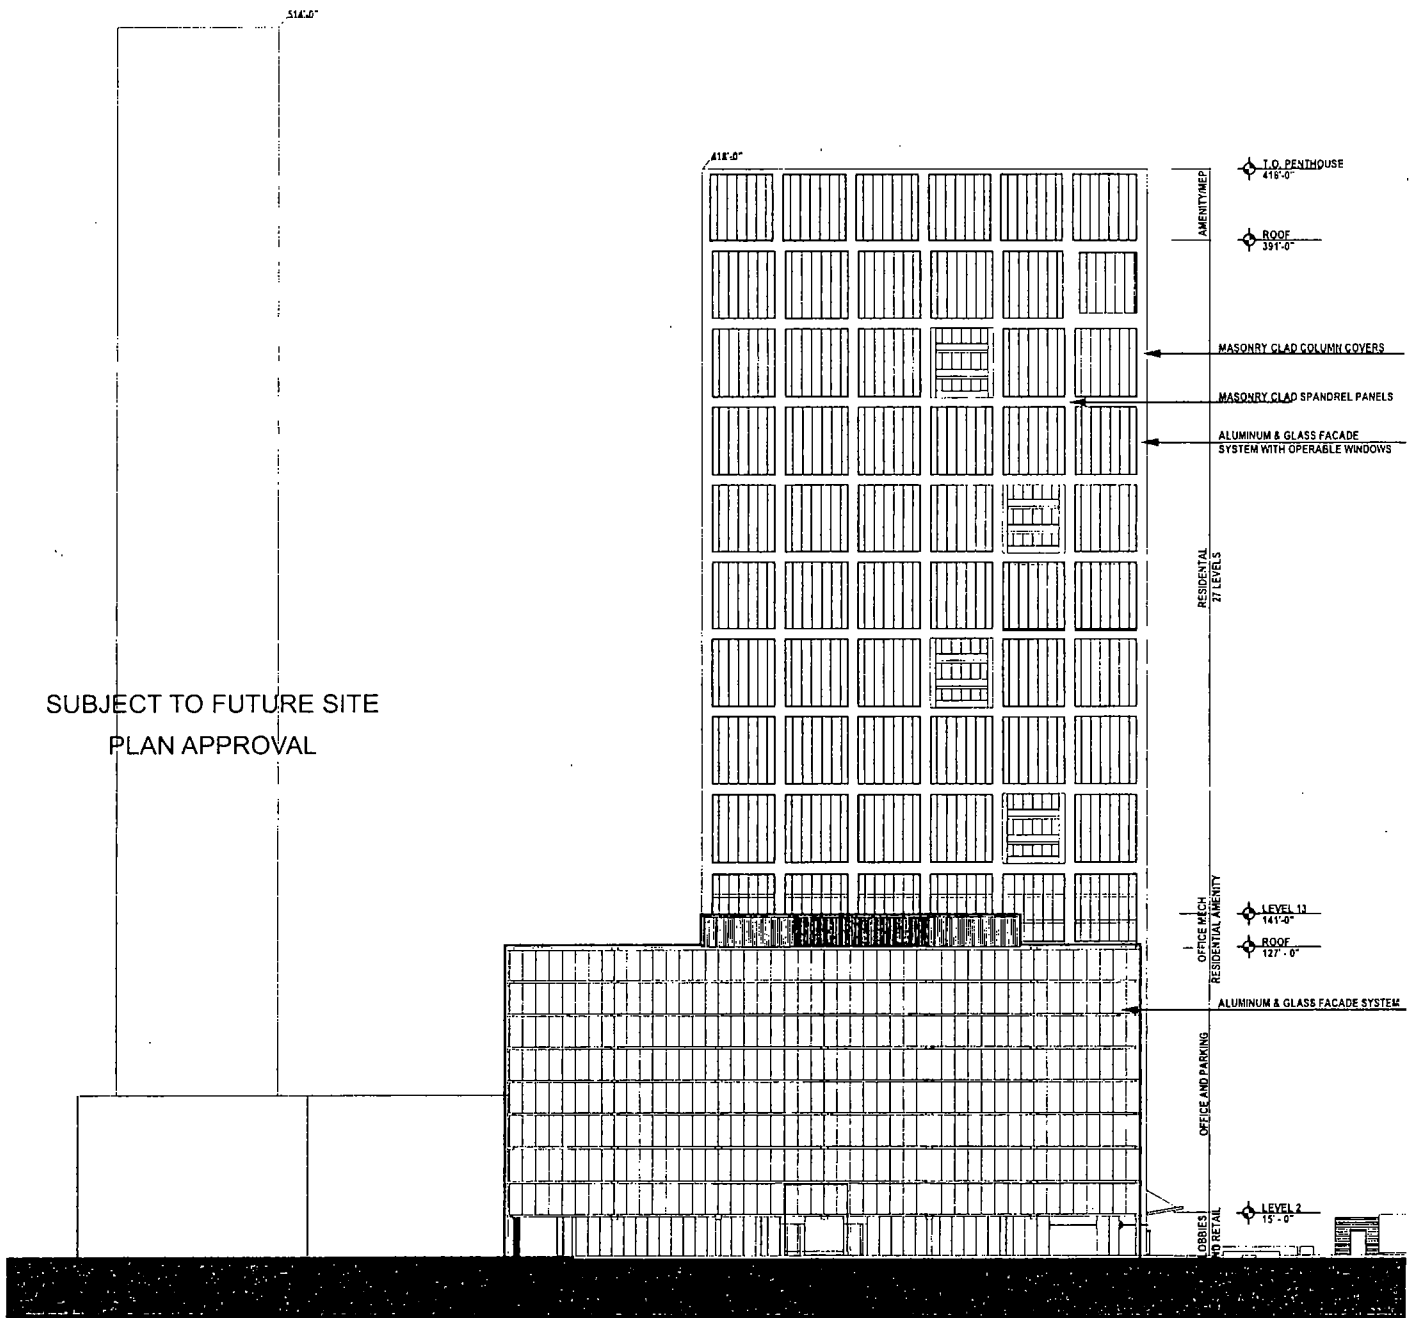 514'-0"
418'-0"
T.O. PENTHOUSE
418'-0"
AMENITY/MEP
ROOF
391'-0"
MASONRY CLAD COLUMN COVERS
MASONRY CLAD SPANDREL PANELS
ALUMINUM & GLASS FACADE
SYSTEM WITH OPERABLE WINDOWS
RESIDENTAL
27 LEVELS
SUBJECT TO FUTURE SITE
PLAN APPROVAL
OFFICE MECH
RESIDENTIAL AMENITY
LEVEL 13
141'-0"
ROOF
127'-0"
ALUMINUM & GLASS FACADE SYSTEM
OFFICE AND PARKING
LEVEL 2
15'-0"
LOBBIES
ND RETAIL